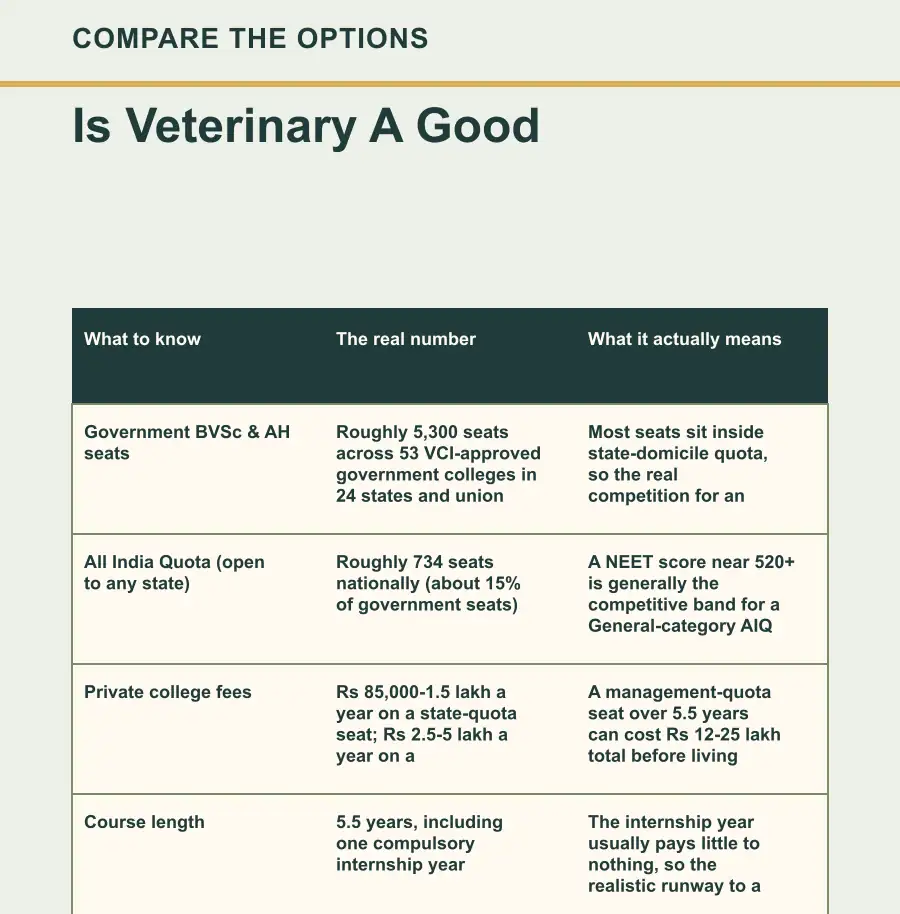 COMPARE THE OPTIONS
Is Veterinary A Good
What to know
The real number
What it actually means
Government BVSc & AH
seats
Roughly 5,300 seats
across 53 VCI-approved
government colleges in
24 states and union
Most seats sit inside
state-domicile quota,
so the real
competition for an
All India Quota (open
to any state)
Roughly 734 seats
nationally (about 15%
of government seats)
A NEET score near 520+
is generally the
competitive band for a
General-category AIQ
Private college fees
Rs 85,000-1.5 lakh a
year on a state-quota
seat; Rs 2.5-5 lakh a
year on a
A management-quota
seat over 5.5 years
can cost Rs 12-25 lakh
total before living
Course length
5.5 years, including
one compulsory
internship year
The internship year
usually pays little to
nothing, so the
realistic runway to a